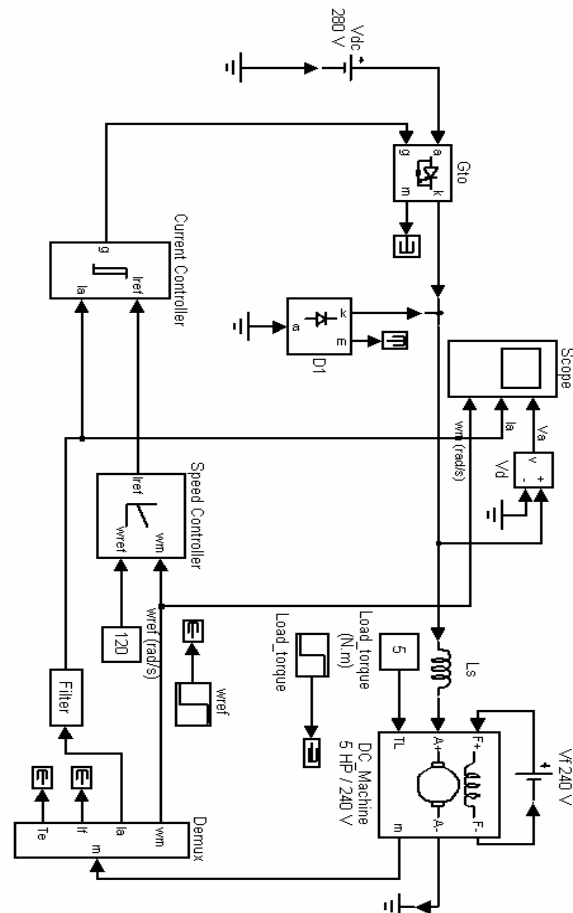 Scope
Vf 240 V
Va
Ia
wm (rad/s)
Vd
v
+
-
F+
F-
Ls
Gto
a
k
g
m
A+
A-
Vdc
280 V
TL
m
DC_Machine
5 HP / 240 V
Load_torque
(N.m)
5
k
m
a
D1
Load_torque
wref
g
Iref
Ia
Current Controller
Iref
wm
wref
Speed Controller
wref (rad/s)
120
Filter
wm
Ia
If
Te
m
Demux